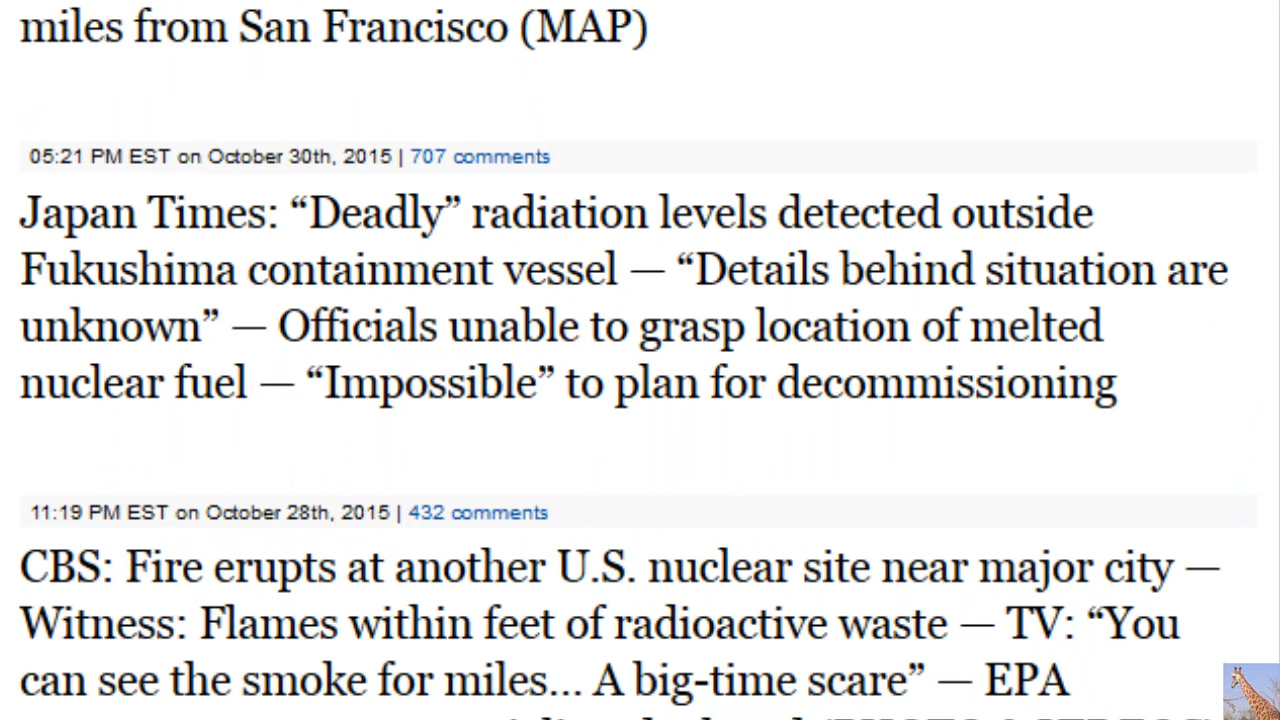 miles from San Francisco (MAP)
05:21 PM EST on October 30th, 2015 | 707 comments
Japan Times: “Deadly” radiation levels detected outside
Fukushima containment vessel — “Details behind situation are
unknown” — Officials unable to grasp location of melted
nuclear fuel — “Impossible” to plan for decommissioning
11:19 PM EST on October 28th, 2015 | 432 comments
CBS: Fire erupts at another U.S. nuclear site near major city —
Witness: Flames within feet of radioactive waste — TV: “You
can see the smoke for miles… A big-time scare” — EPA